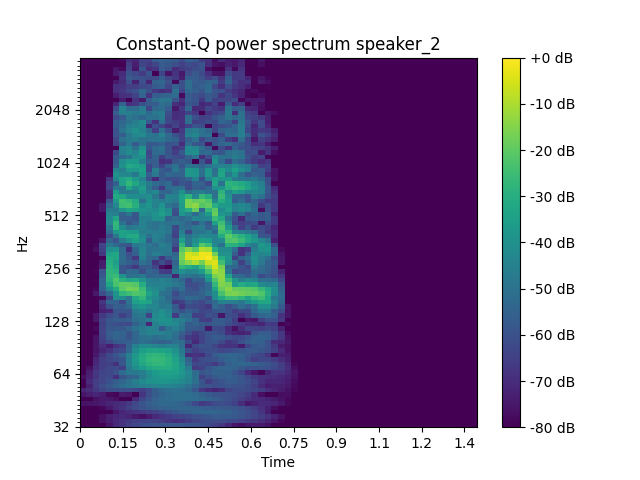 Constant-Q power spectrum speaker_2
Hz
2048
1024
512
256
128
64
32
0 0.15 0.3 0.45 0.6 0.75 0.9 1.1 1.2 1.4
Time
+0 dB
-10 dB
-20 dB
-30 dB
-40 dB
-50 dB
-60 dB
-70 dB
-80 dB